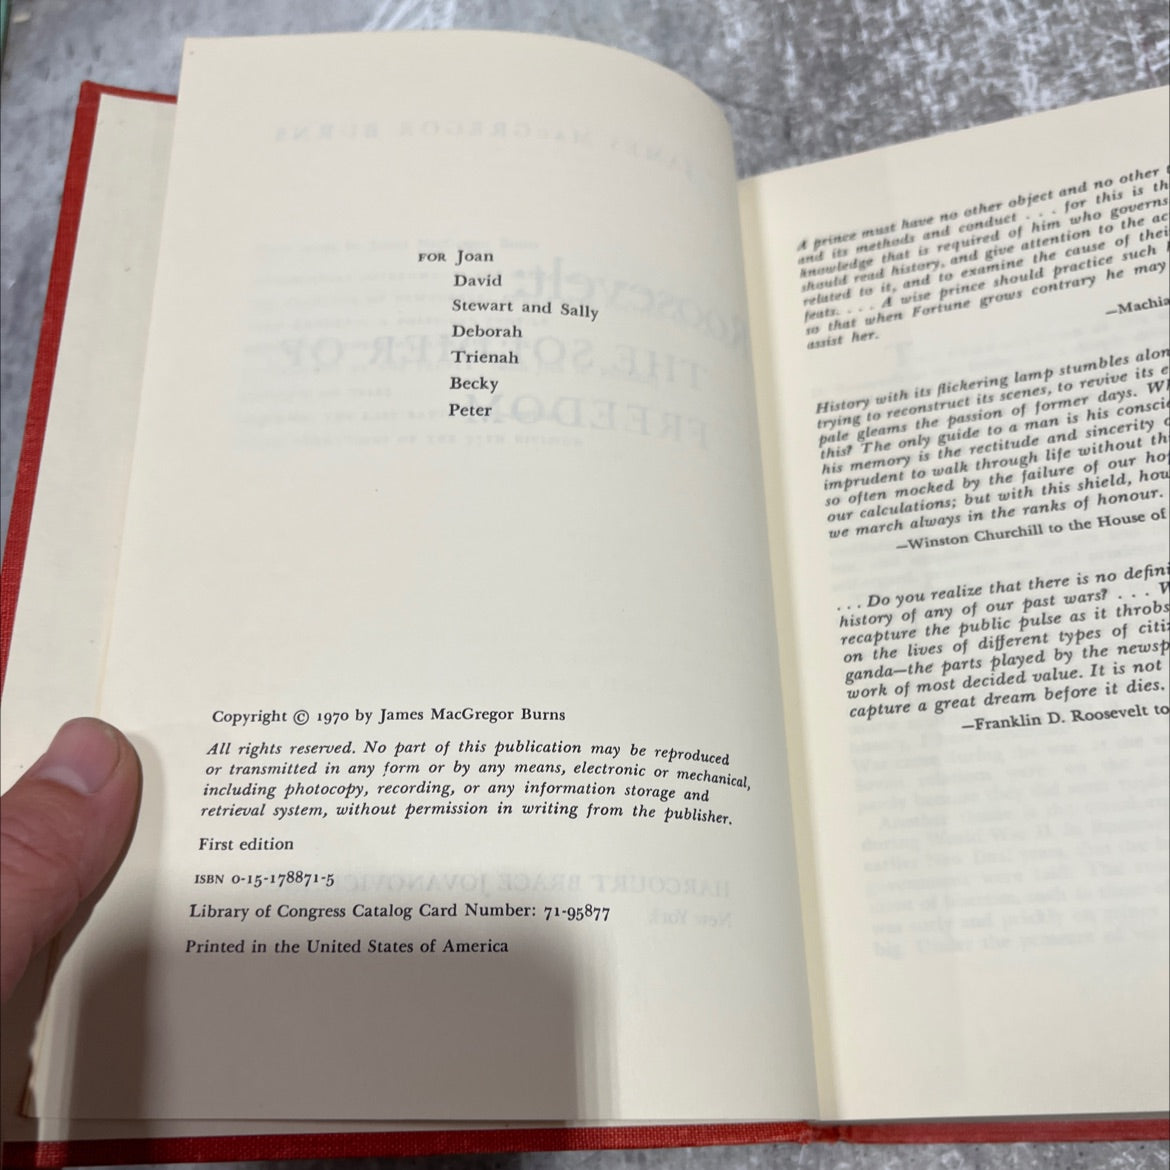 FOR Joan
David
Stewart and Sally
Deborah
Trienah
Becky
Peter
Copyright © 1970 by James MacGregor Burns
All rights reserved. No part of this publication may be reproduced
or transmitted in any form or by any means, electronic or mechanical,
including photocopy, recording, or any information storage and
retrieval system, without permission in writing from the publisher.
First edition
ISBN 0-15-178871-5
Library of Congress Catalog Card Number: 71-95877
Printed in the United States of America
A prince must have no other object and no other
and its methods and conduct . . . for this is
knowledge that is required of him who governs
should read history, and give attention to the
related to it, and to examine the cause of
feats. . . . A wise prince should practice such
so that when Fortune grows contrary he may
assist her.
History with its flickering lamp stumbles
trying to reconstruct its scenes, to revive its
pale gleams the passion of former days.
this? The only guide to a man is his
his memory is the rectitude and sincerity
imprudent to walk through life without
so often mocked by the failure of our
our calculations; but with this shield,
we march always in the ranks of honour.
—Winston Churchill to the House of
. . . Do you realize that there is no
history of any of our past wars? . . .
recapture the public pulse as it throbs
on the lives of different types of
ganda—the parts played by the
work of most decided value. It is not
capture a great dream before it dies.
—Franklin D. Roosevelt to